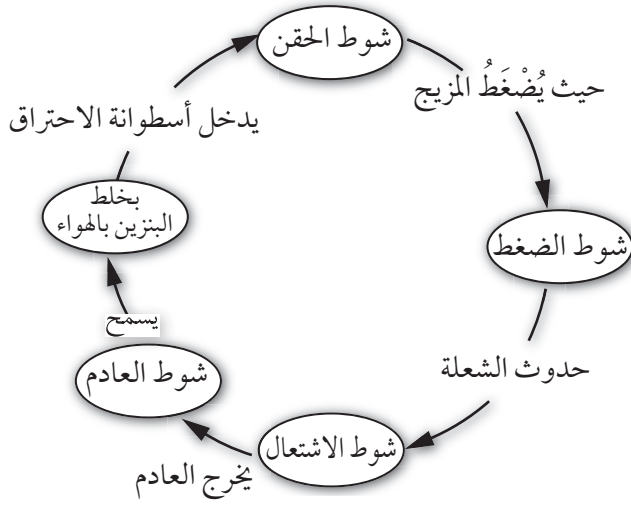 شوط الحقن
حيث يُضْغَطُ المزيج
شوط الضغط
حدوث الشعلة
شوط الاشتعال
يخرج العادم
شوط العادم
يسمح
بخلط
البنزين بالهواء
يدخل أسطوانة الاحتراق